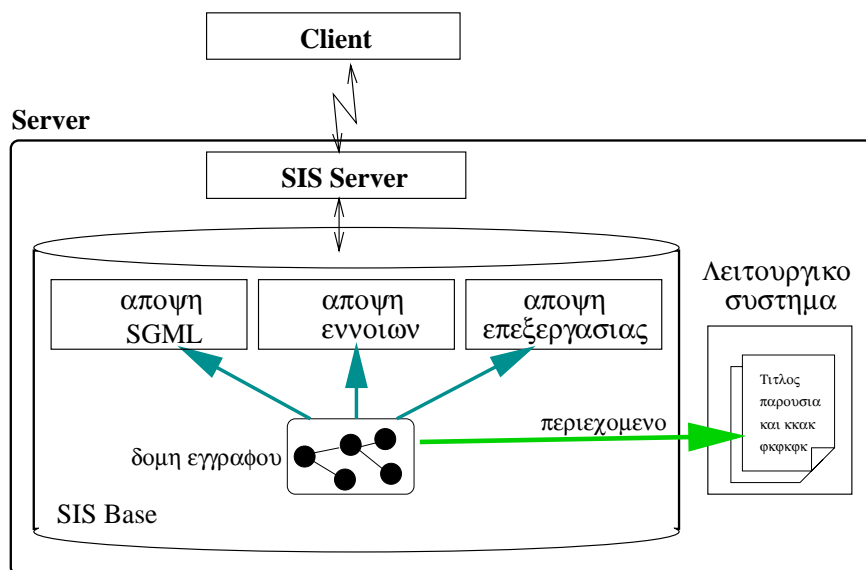 Client
Server
SIS Server
αποψη
SGML
αποψη
εννοιων
αποψη
επεξεργασιας
Λειτουργικο
συστημα
Τιτλος
παρουσια
και κκακ
φκφκφκ
περιεχομενο
δομη εγγραφου
SIS Base